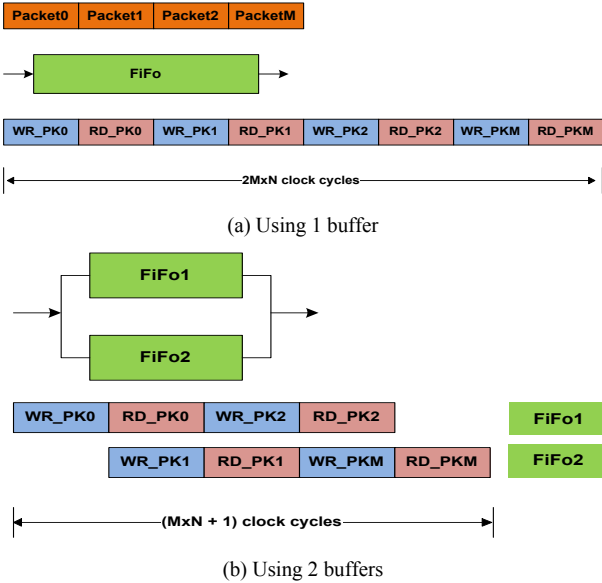 Packet0 Packet1 Packet2 PacketM
FiFo
WR_PK0 RD_PK0 WR_PK1 RD_PK1 WR_PK2 RD_PK2 WR_PKM RD_PKM
2MxN clock cycles
(a) Using 1 buffer
FiFo1
FiFo2
WR_PK0 RD_PK0 WR_PK2 RD_PK2 FiFo1
WR_PK1 RD_PK1 WR_PKM RD_PKM FiFo2
(MxN + 1) clock cycles
(b) Using 2 buffers